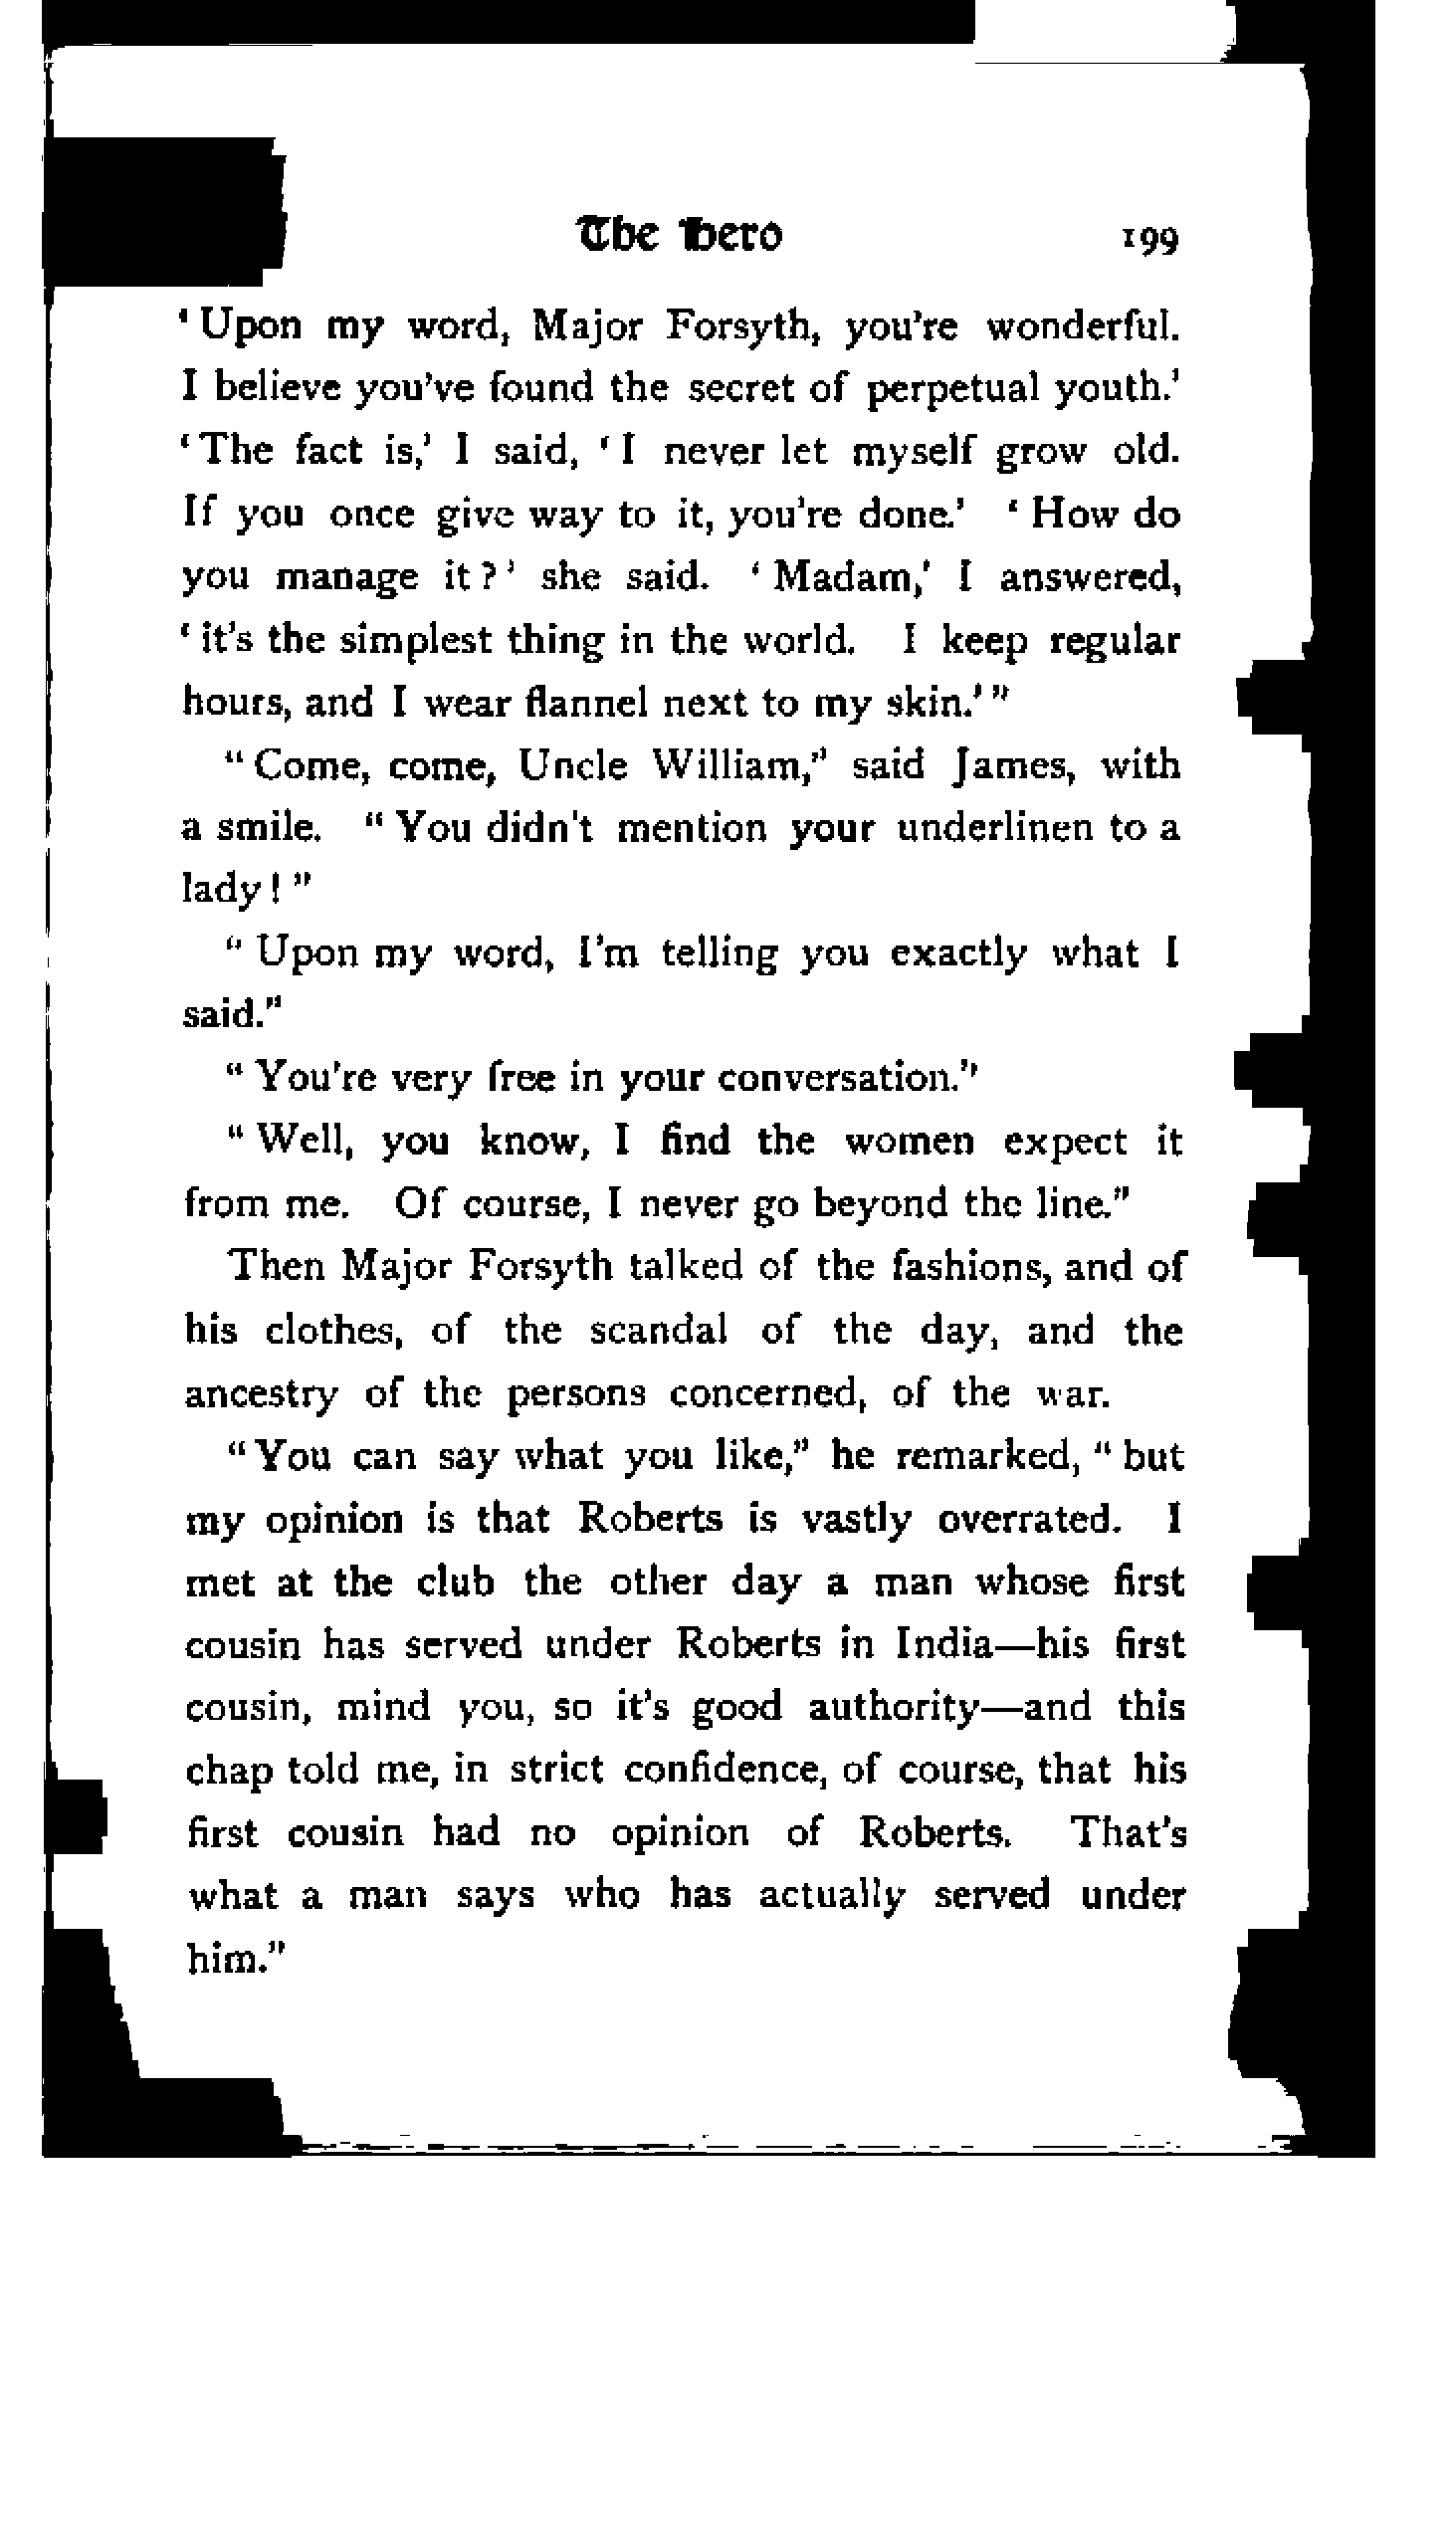 The Hero 199
‘Upon my word, Major Forsyth, you're wonderful.
I believe you've found the secret of perpetual youth.’
‘The fact is,’ I said, ‘I never let myself grow old.
If you once give way to it, you're done.’ ‘How do
you manage it?’ she said. ‘Madam,’ I answered,
‘it's the simplest thing in the world. I keep regular
hours, and I wear flannel next to my skin.’”
“Come, come, Uncle William,” said James, with
a smile. “You didn't mention your underlinen to a
lady!”
“Upon my word, I'm telling you exactly what I
said.”
“You're very free in your conversation.”
“Well, you know, I find the women expect it
from me. Of course, I never go beyond the line.”
Then Major Forsyth talked of the fashions, and of
his clothes, of the scandal of the day, and the
ancestry of the persons concerned, of the war.
“You can say what you like,” he remarked, “but
my opinion is that Roberts is vastly overrated. I
met at the club the other day a man whose first
cousin has served under Roberts in India—his first
cousin, mind you, so it's good authority—and this
chap told me, in strict confidence, of course, that his
first cousin had no opinion of Roberts. That's
what a man says who has actually served under
him.”